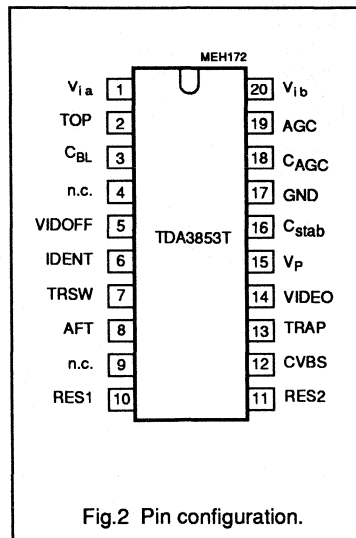 MEH172
Via 1 20 Vib
TOP 2 19 AGC
CBL 3 18 CAGC
n.c. 4 17 GND
VIDOFF 5 16 Cstab
IDENT 6 TDA3853T 15 VP
TRSW 7 14 VIDEO
AFT 8 13 TRAP
n.c. 9 12 CVBS
RES1 10 11 RES2
Fig.2 Pin configuration.